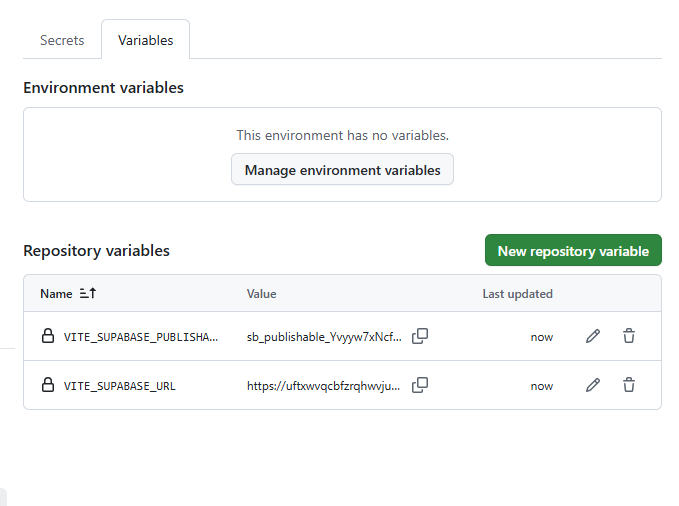 Secrets
Variables
Environment variables
This environment has no variables.
Manage environment variables
Repository variables
New repository variable
Name
Value
Last updated
VITE_SUPABASE_PUBLISHA...
sb_publishable_Yvyyw7xNcf...
now
VITE_SUPABASE_URL
https://uftxwvqcbfzrqhwvju...
now